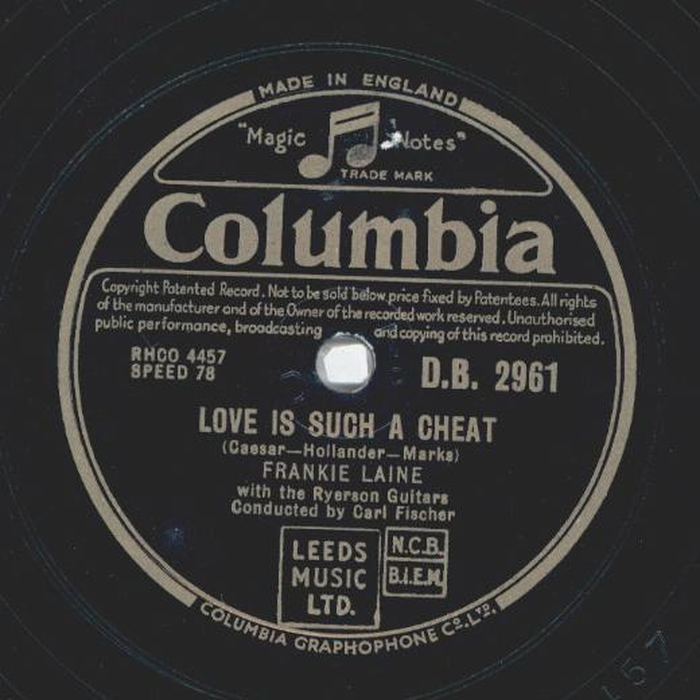 MADE IN ENGLAND
"Magic Notes"
TRADE MARK
Columbia
Copyright Patented Record. Not to be sold below price fixed by Patentees. All rights
of the manufacturer and of the Owner of the recorded work reserved. Unauthorised
public performance, broadcasting and copying of this record prohibited.
RHCO 4457
SPEED 78
D.B. 2961
LOVE IS SUCH A CHEAT
(Caesar—Hollander—Marks)
FRANKIE LAINE
with the Ryerson Guitars
Conducted by Carl Fischer
LEEDS
MUSIC
LTD.
N.C.B.
B.I.E.M.
COLUMBIA GRAPHOPHONE Co. LTD.
157